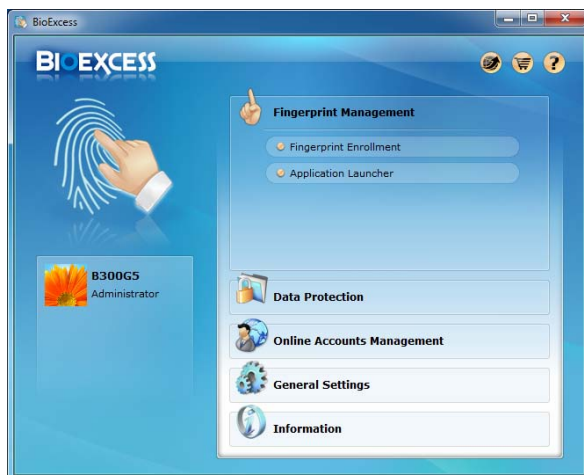 BioExcess
BIOEXCESS
?
Fingerprint Management
Fingerprint Enrollment
Application Launcher
B300G5
Administrator
Data Protection
Online Accounts Management
General Settings
Information